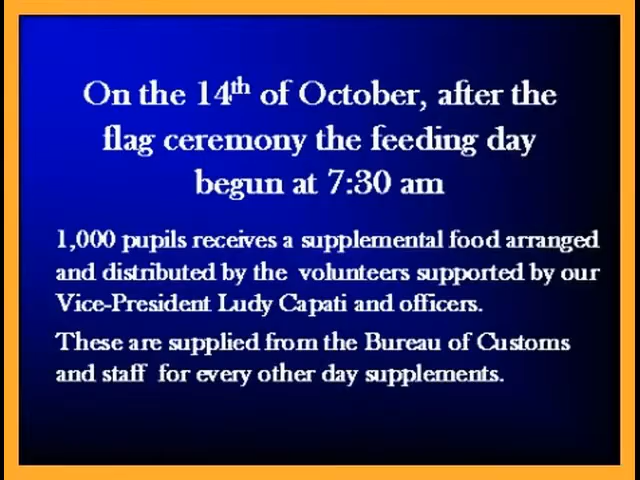 On the 14th of October, after the
flag ceremony the feeding day
begun at 7:30 am
1,000 pupils receives a supplemental food arranged
and distributed by the volunteers supported by our
Vice-President Ludy Capati and officers.
These are supplied from the Bureau of Customs
and staff for every other day supplements.